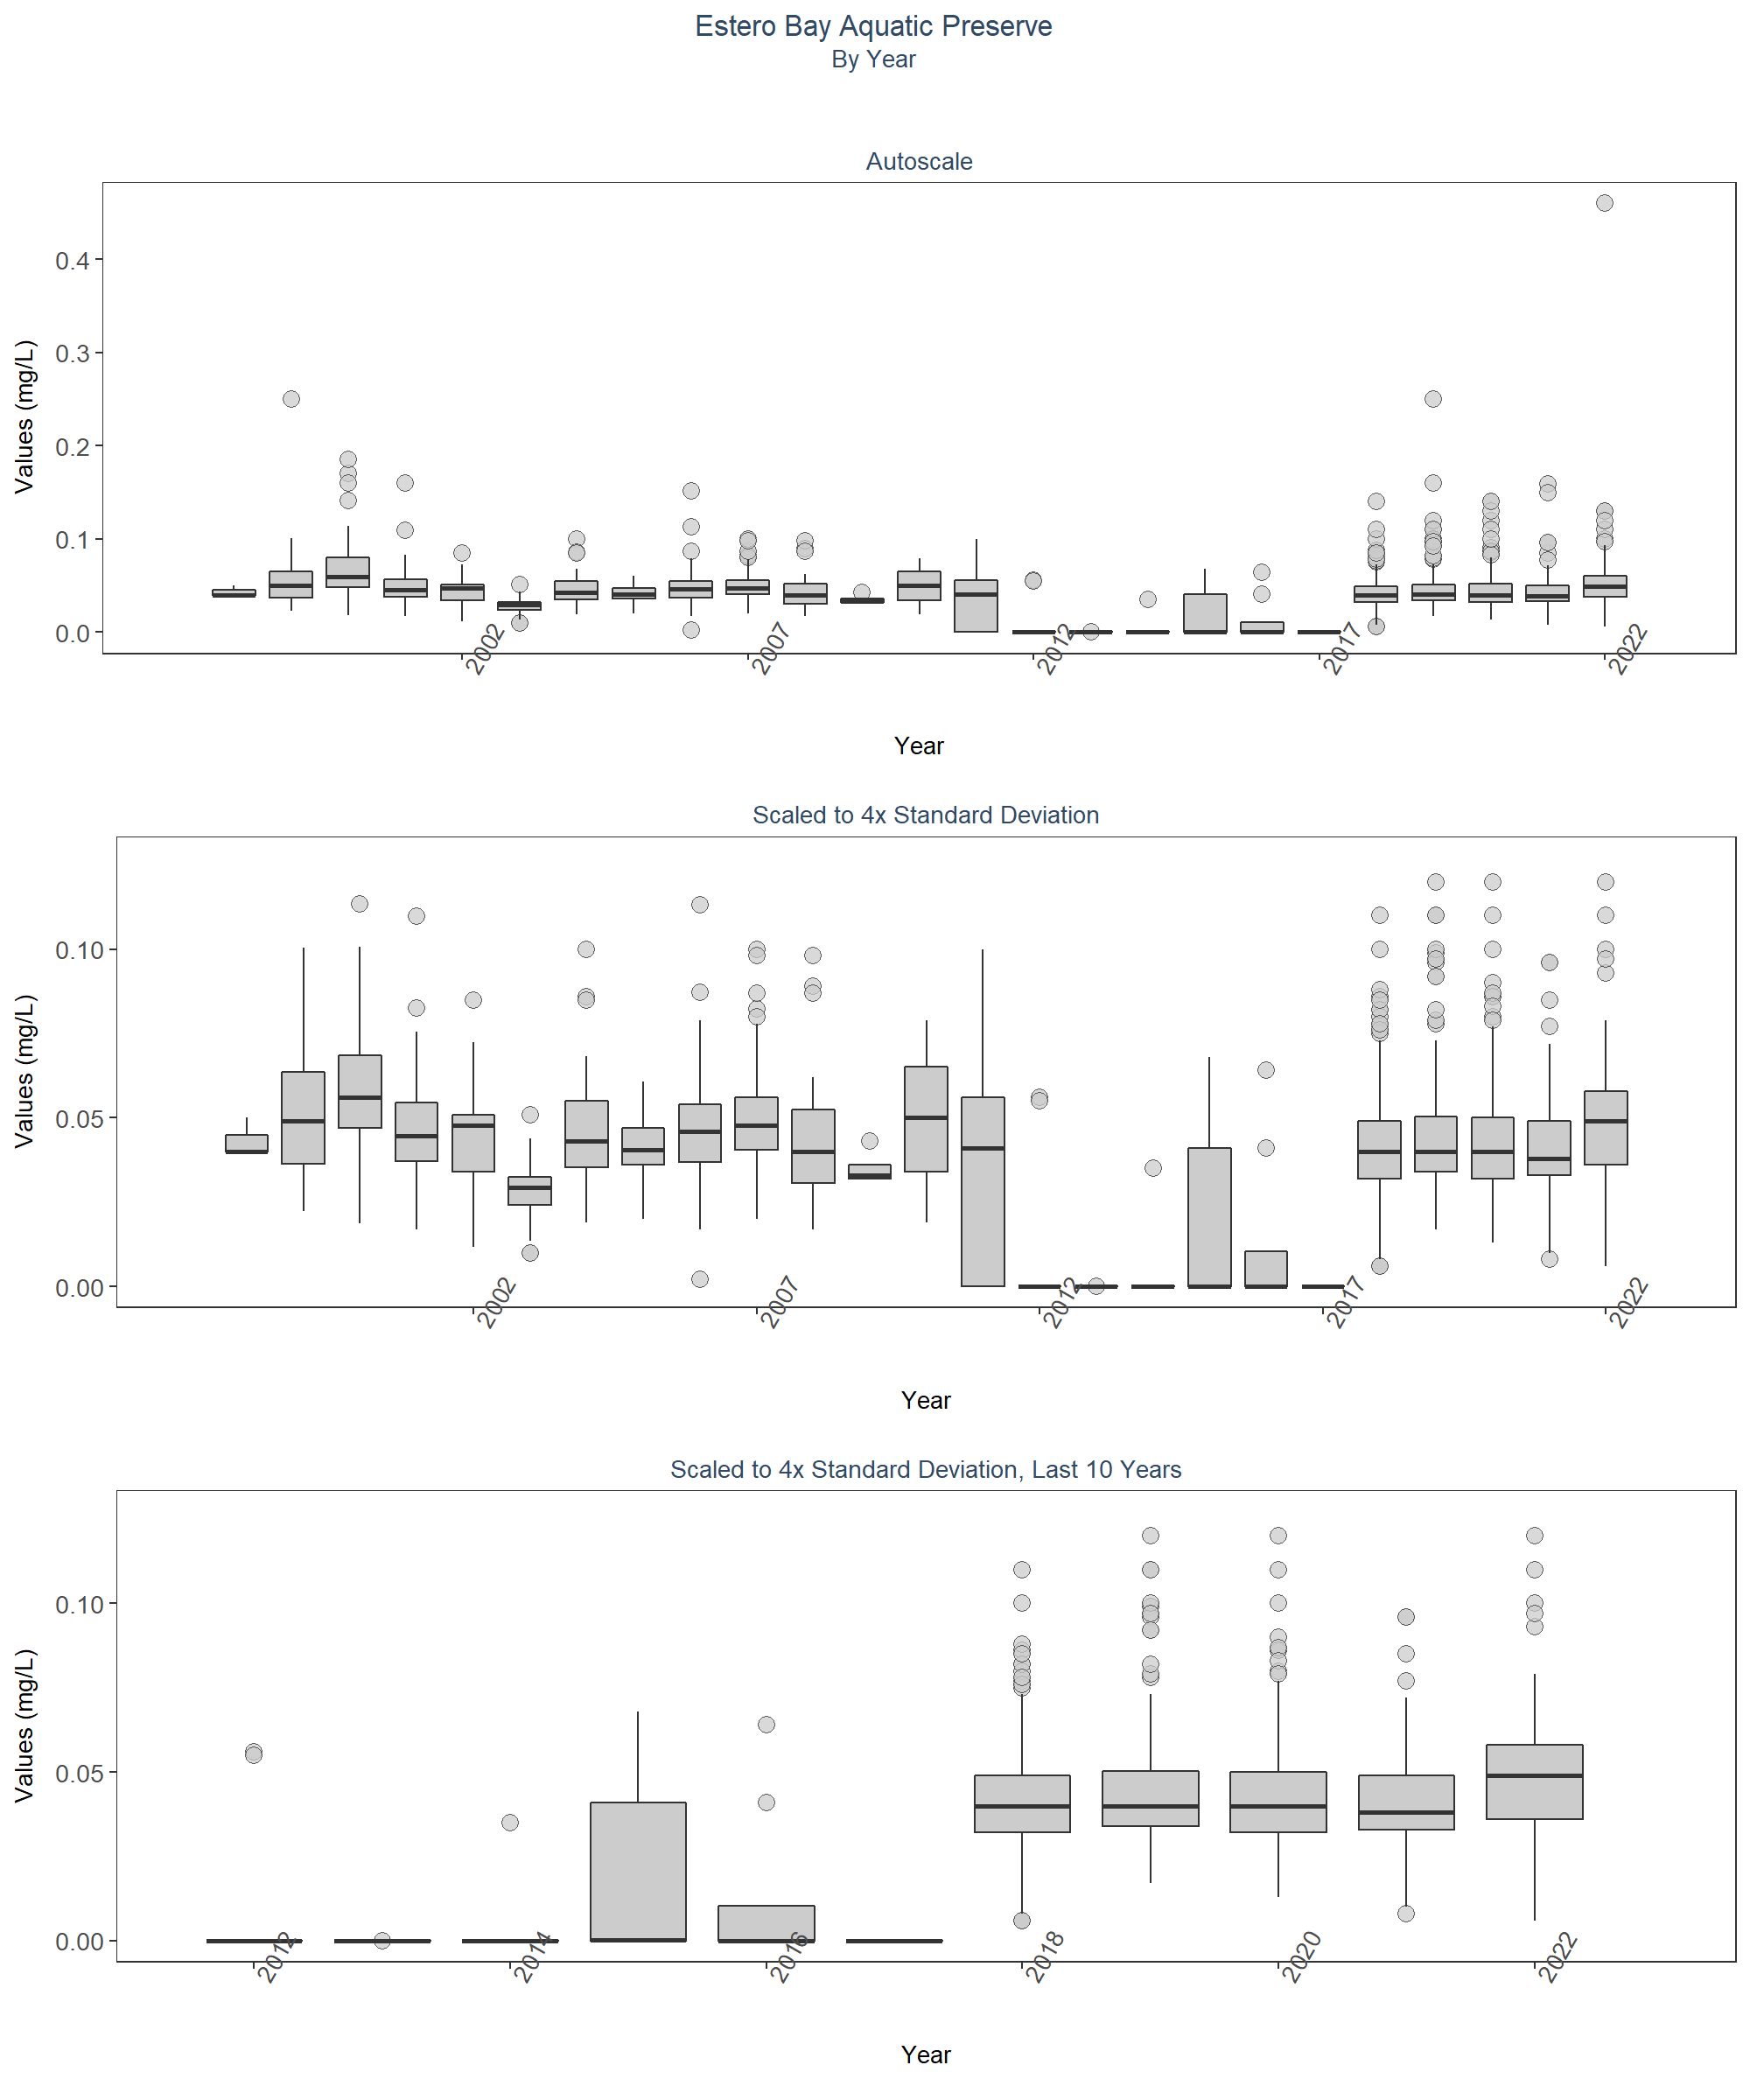 Estero Bay Aquatic Preserve
By Year
Autoscale
Values (mg/L)
0.4
0.3
0.2
0.1
0.0
2002
2007
2012
2017
2022
Year
Scaled to 4x Standard Deviation
Values (mg/L)
0.10
0.05
0.00
2002
2007
2012
2017
2022
Year
Scaled to 4x Standard Deviation, Last 10 Years
Values (mg/L)
0.10
0.05
0.00
2012
2014
2016
2018
2020
2022
Year